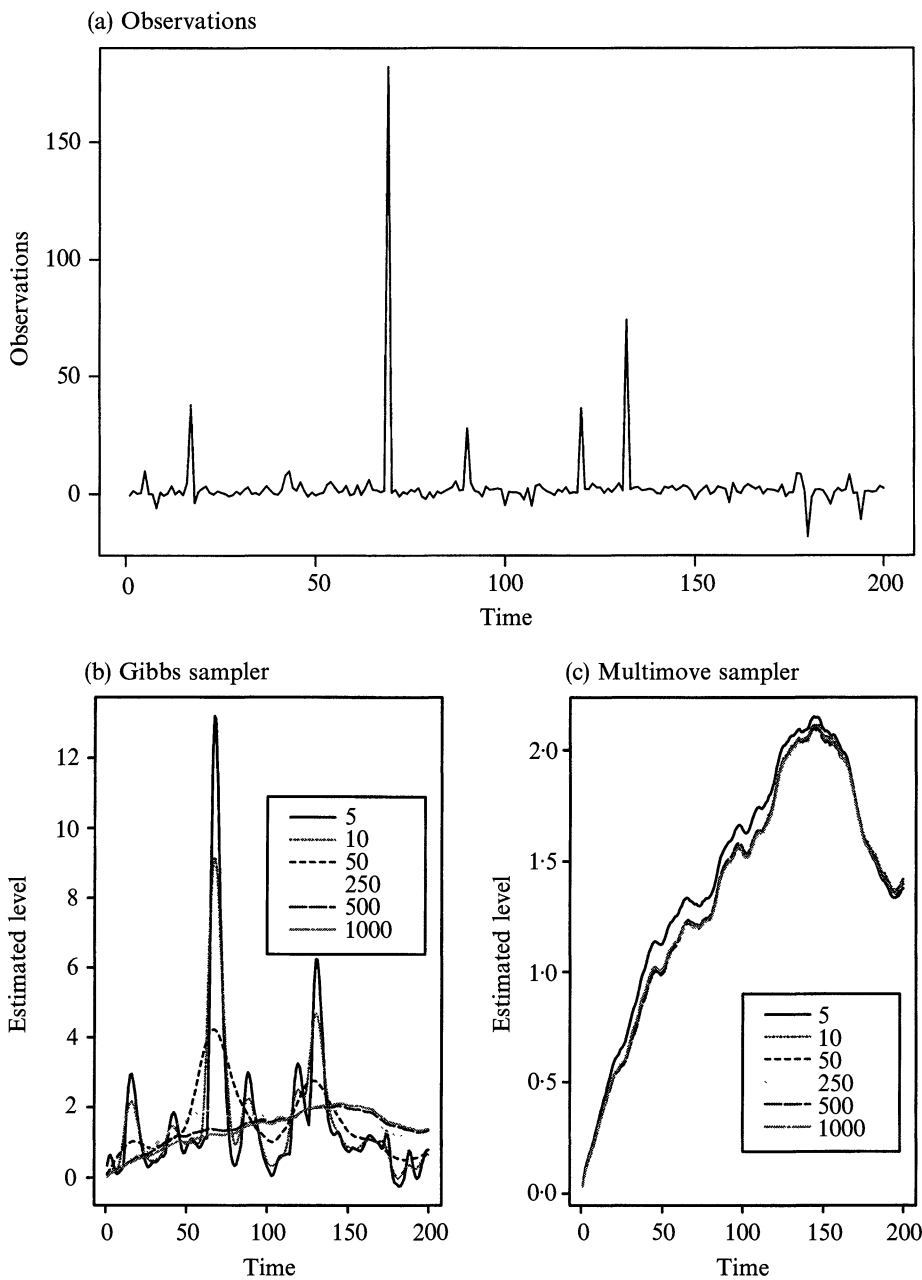 (a) Observations
150
100
50
0
Observations
0 50 100 150 200
Time
(b) Gibbs sampler
12
10
8
6
4
2
0
Estimated level
5
10
50
250
500
1000
0 50 100 150 200
Time
(c) Multimove sampler
2·0
1·5
1·0
0·5
0·0
Estimated level
5
10
50
250
500
1000
0 50 100 150 200
Time